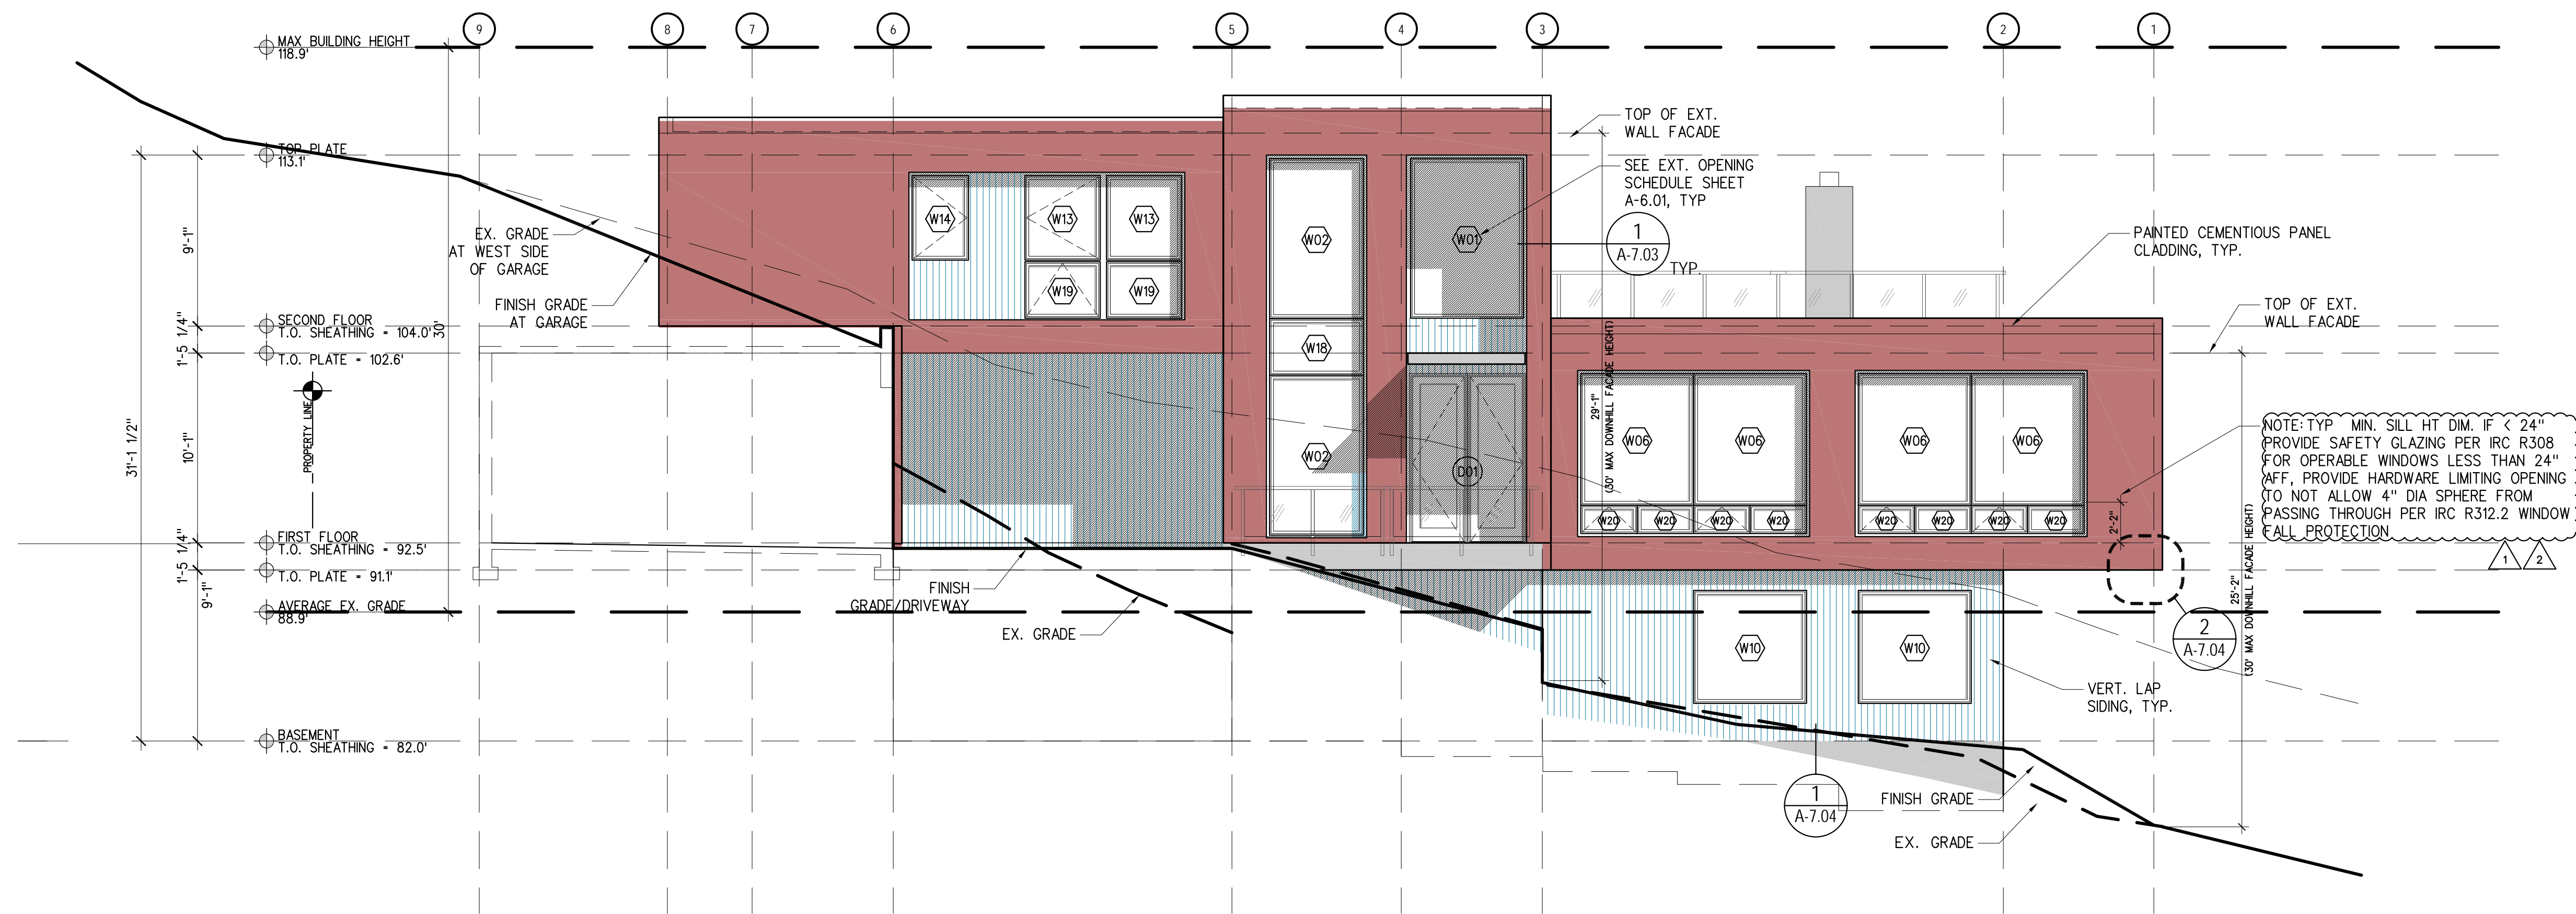 9
8
7
6
5
4
3
2
1
MAX BUILDING HEIGHT
118.9'
TOP PLATE
113.1'
SECOND FLOOR
T.O. SHEATHING = 104.0'
T.O. PLATE = 102.6'
PROPERTY LINE
FIRST FLOOR
T.O. SHEATHING = 92.5'
T.O. PLATE = 91.1'
AVERAGE EX. GRADE
88.9'
BASEMENT
T.O. SHEATHING = 82.0'
31'-1 1/2"
9'-1"
1'-5 1/4"
10'-1"
1'-5 1/4"
9'-1"
30'
EX. GRADE
AT WEST SIDE
OF GARAGE
FINISH GRADE
AT GARAGE
FINISH
GRADE/DRIVEWAY
EX. GRADE
W14
W13
W13
W19
W19
W02
W18
W02
W01
D01
TOP OF EXT.
WALL FACADE
SEE EXT. OPENING
SCHEDULE SHEET
A-6.01, TYP
1
A-7.03
TYP.
29'-1"
(30' MAX DOWNHILL FACADE HEIGHT)
W06
W06
W06
W06
W20
W20
W20
W20
W20
W20
W20
W20
W10
W10
PAINTED CEMENTIOUS PANEL
CLADDING, TYP.
TOP OF EXT.
WALL FACADE
NOTE: TYP MIN. SILL HT DIM. IF < 24"
PROVIDE SAFETY GLAZING PER IRC R308
FOR OPERABLE WINDOWS LESS THAN 24"
AFF, PROVIDE HARDWARE LIMITING OPENING
TO NOT ALLOW 4" DIA SPHERE FROM
PASSING THROUGH PER IRC R312.2 WINDOW
FALL PROTECTION
1
2
2'-2"
25'-2"
(30' MAX DOWNHILL FACADE HEIGHT)
2
A-7.04
VERT. LAP
SIDING, TYP.
1
A-7.04
FINISH GRADE
EX. GRADE